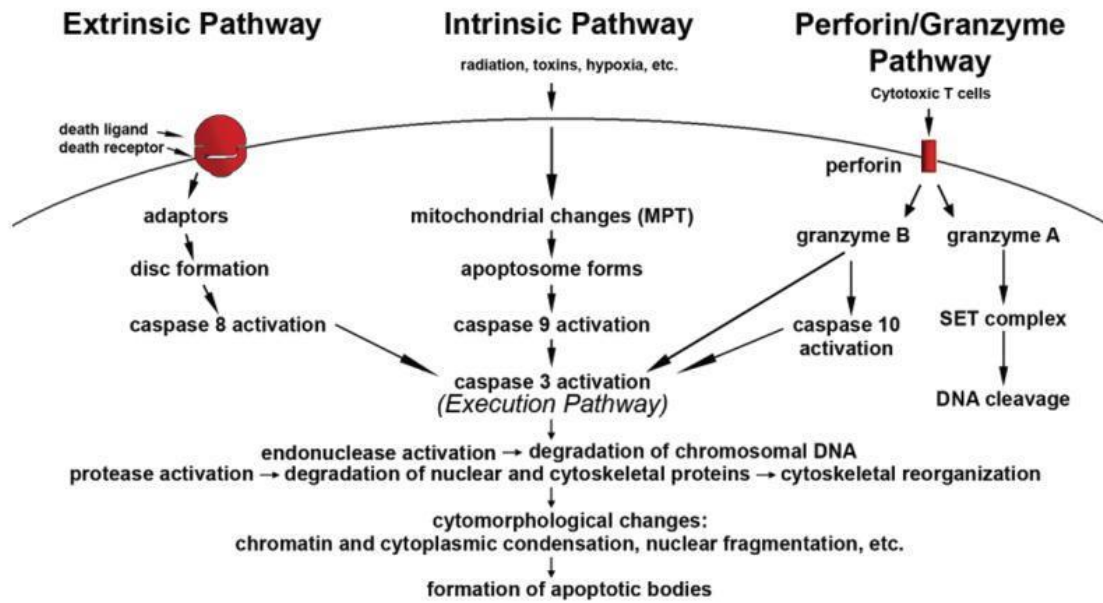 Extrinsic Pathway
Intrinsic Pathway
Perforin/Granzyme
Pathway
radiation, toxins, hypoxia, etc.
Cytotoxic T cells
death ligand
death receptor
perforin
adaptors
mitochondrial changes (MPT)
granzyme B
granzyme A
disc formation
apoptosome forms
caspase 8 activation
caspase 9 activation
caspase 10
activation
SET complex
caspase 3 activation
(Execution Pathway)
DNA cleavage
endonuclease activation → degradation of chromosomal DNA
protease activation → degradation of nuclear and cytoskeletal proteins → cytoskeletal reorganization
cytomorphological changes:
chromatin and cytoplasmic condensation, nuclear fragmentation, etc.
formation of apoptotic bodies